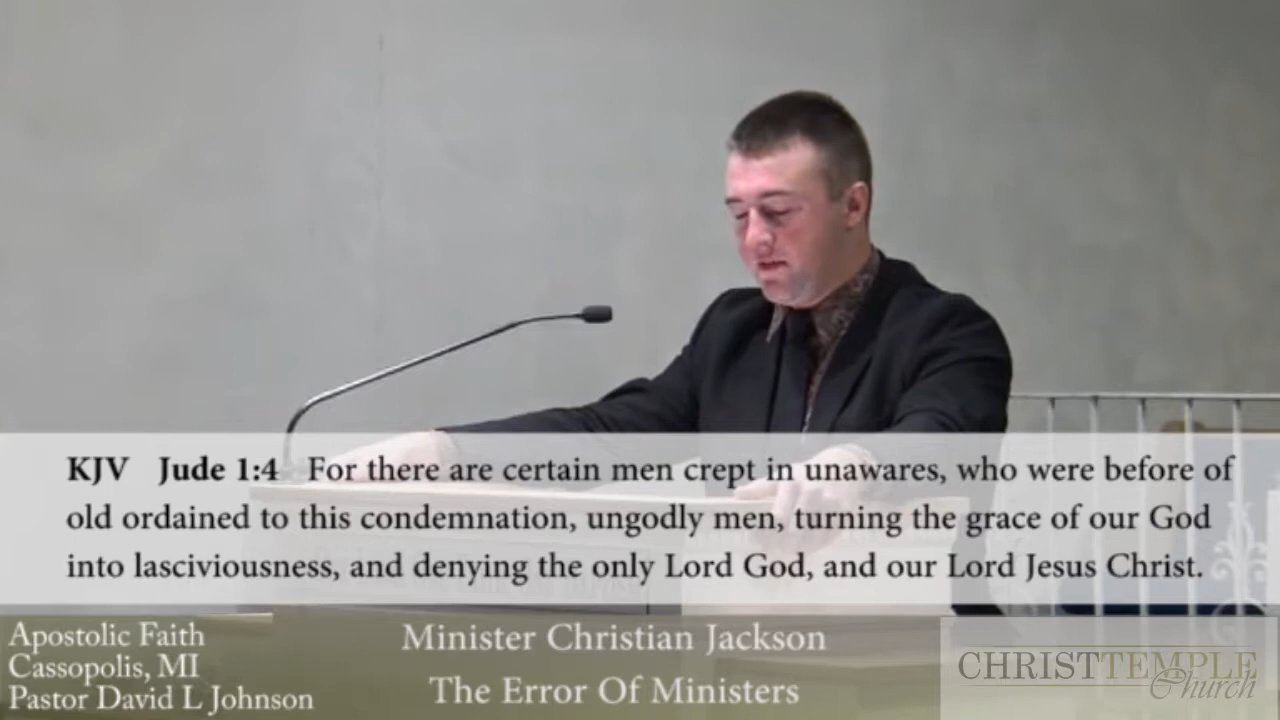 KJV Jude 1:4 For there are certain men crept in unawares, who were before of
old ordained to this condemnation, ungodly men, turning the grace of our God
into lasciviousness, and denying the only Lord God, and our Lord Jesus Christ.
Apostolic Faith
Cassopolis, MI
Pastor David L Johnson
Minister Christian Jackson
The Error Of Ministers
CHRISTTEMPLE
Church